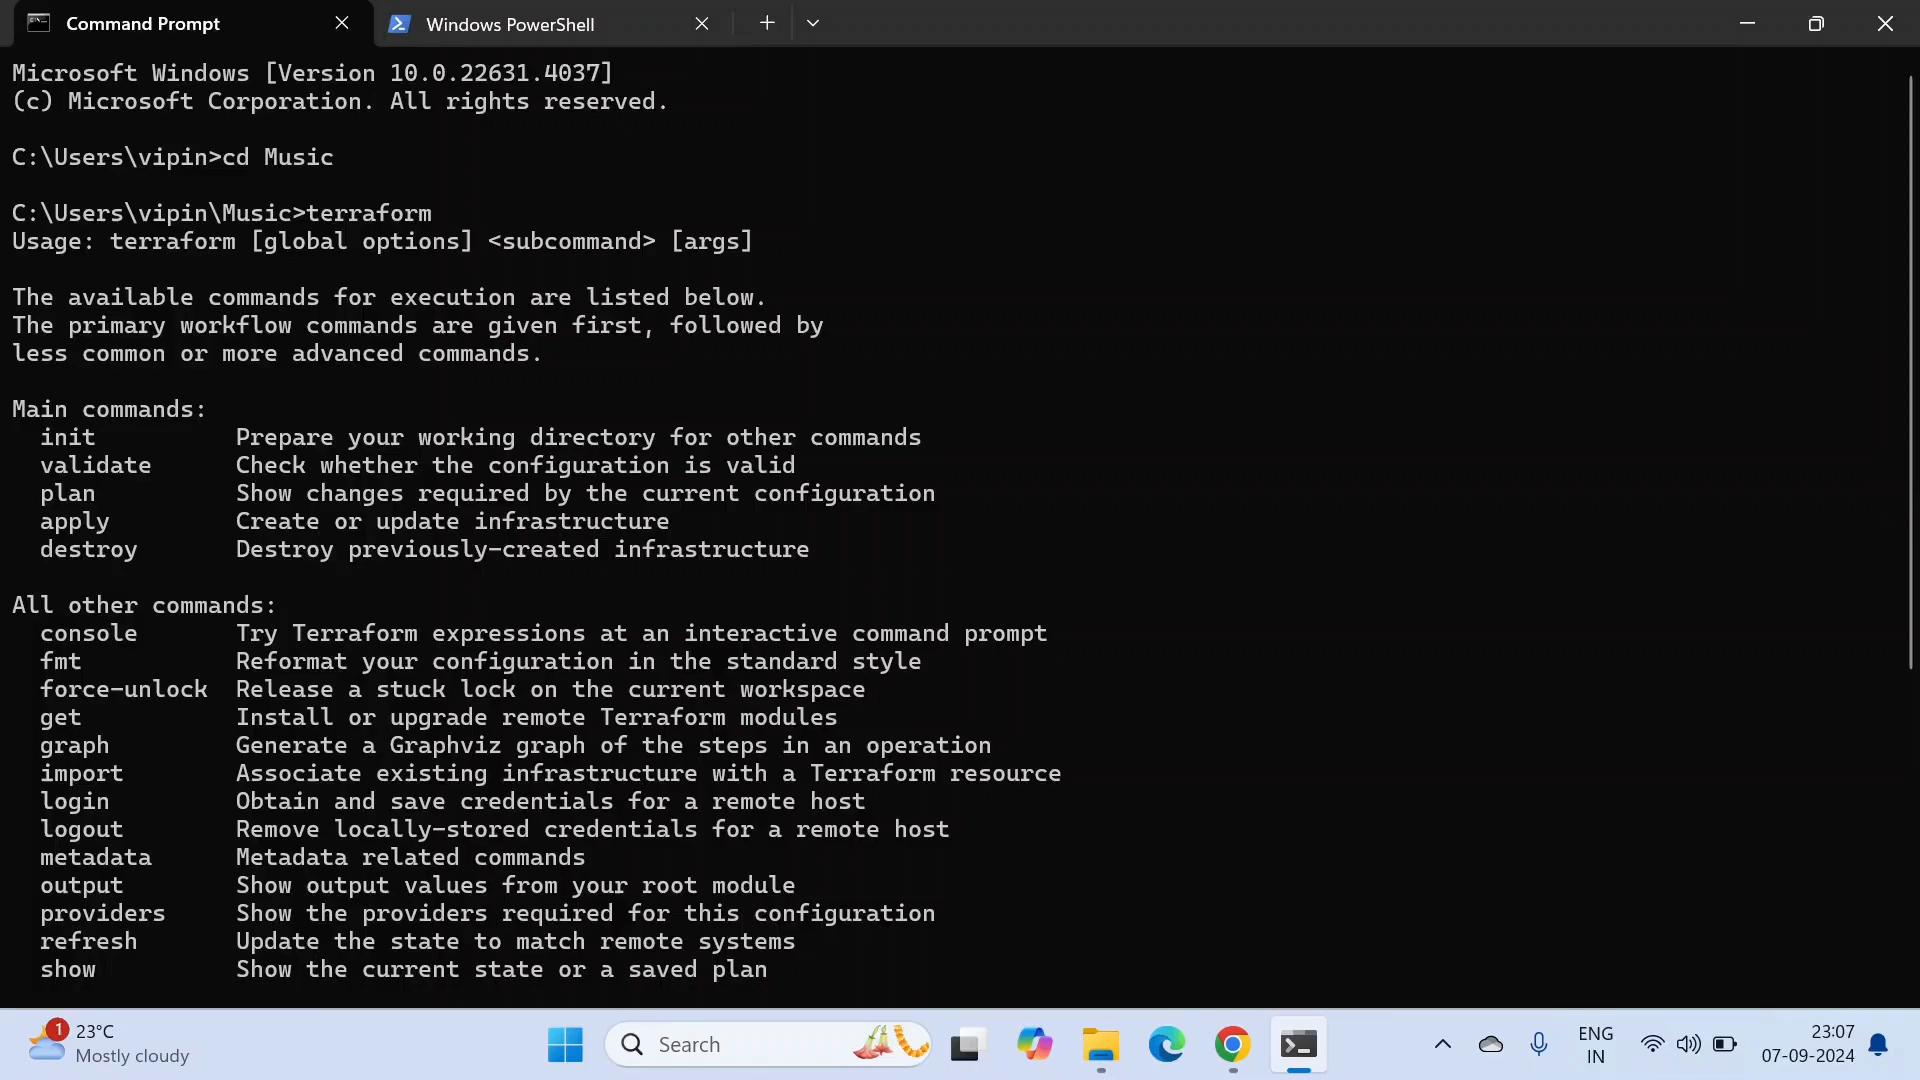 Command Prompt
Windows PowerShell
Microsoft Windows [Version 10.0.22631.4037]
(c) Microsoft Corporation. All rights reserved.
C:\Users\vipin>cd Music
C:\Users\vipin\Music>terraform
Usage: terraform [global options] <subcommand> [args]
The available commands for execution are listed below.
The primary workflow commands are given first, followed by
less common or more advanced commands.
Main commands:
init Prepare your working directory for other commands
validate Check whether the configuration is valid
plan Show changes required by the current configuration
apply Create or update infrastructure
destroy Destroy previously-created infrastructure
All other commands:
console Try Terraform expressions at an interactive command prompt
fmt Reformat your configuration in the standard style
force-unlock Release a stuck lock on the current workspace
get Install or upgrade remote Terraform modules
graph Generate a Graphviz graph of the steps in an operation
import Associate existing infrastructure with a Terraform resource
login Obtain and save credentials for a remote host
logout Remove locally-stored credentials for a remote host
metadata Metadata related commands
output Show output values from your root module
providers Show the providers required for this configuration
refresh Update the state to match remote systems
show Show the current state or a saved plan
1
23°C
Mostly cloudy
Search
ENG
IN
23:07
07-09-2024